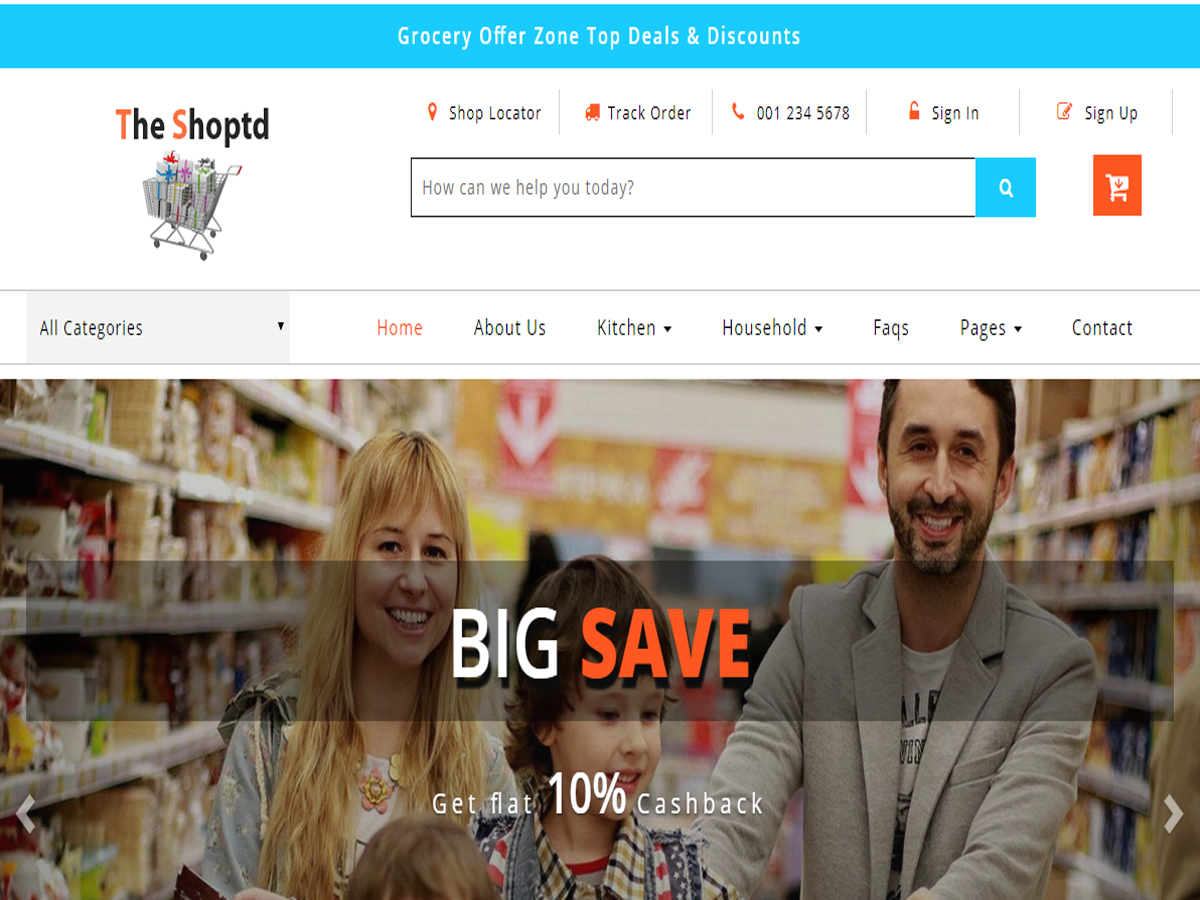 Grocery Offer Zone Top Deals & Discounts
The Shoptd
Shop Locator
Track Order
001 234 5678
Sign In
Sign Up
How can we help you today?
All Categories
Home
About Us
Kitchen
Household
Faqs
Pages
Contact
BIG SAVE
Get flat 10% Cashback